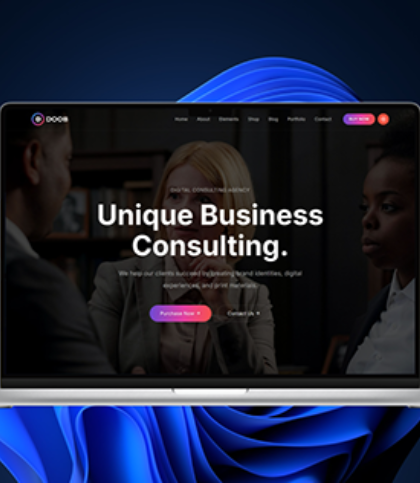 DOOB
Home About Elements Shop Blog Portfolio Contact BUY NOW
DIGITAL CONSULTING AGENCY
Unique Business
Consulting.
We help our clients succeed by creating brand identities, digital
experiences, and print materials.
Purchase Now
Contact Us